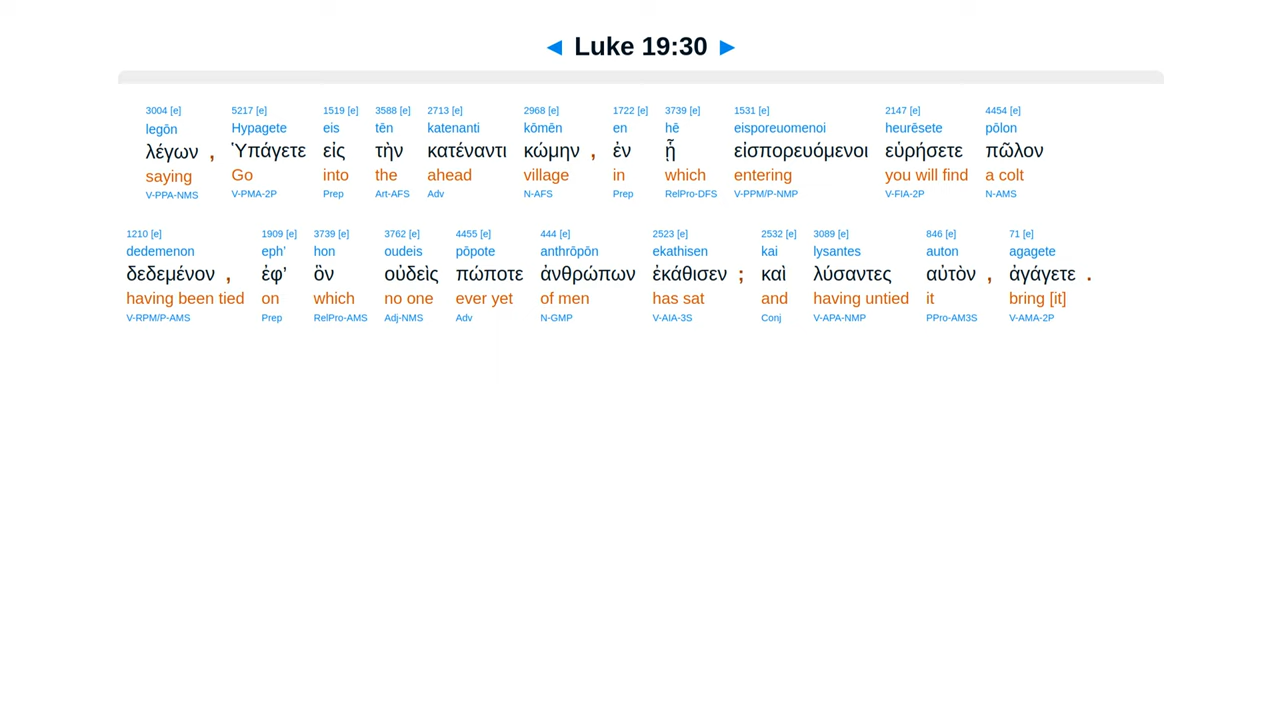 ◄ Luke 19:30 ►
3004 [e] 5217 [e] 1519 [e] 3588 [e] 2713 [e] 2968 [e] 1722 [e] 3739 [e] 1531 [e] 2147 [e] 4454 [e]
legōn Hypagete eis tēn katenanti kōmēn en hē eisporeuomenoi heurēsete pōlon
λέγων , Ὑπάγετε εἰς τὴν κατέναντι κώμην , ἐν ᾗ εἰσπορευόμενοι εὑρήσετε πῶλον
saying Go into the ahead village in which entering you will find a colt
V-PPA-NMS V-PMA-2P Prep Art-AFS Adv N-AFS Prep RelPro-DFS V-PPM/P-NMP V-FIA-2P N-AMS
1210 [e] 1909 [e] 3739 [e] 3762 [e] 4455 [e] 444 [e] 2523 [e] 2532 [e] 3089 [e] 846 [e] 71 [e]
dedemenon eph’ hon oudeis pōpote anthrōpōn ekathisen kai lysantes auton agagete
δεδεμένον , ἐφ’ ὃν οὐδεὶς πώποτε ἀνθρώπων ἐκάθισεν ; καὶ λύσαντες αὐτὸν , ἀγάγετε .
having been tied on which no one ever yet of men has sat and having untied it bring [it]
V-RPM/P-AMS Prep RelPro-AMS Adj-NMS Adv N-GMP V-AIA-3S Conj V-APA-NMP PPro-AM3S V-AMA-2P